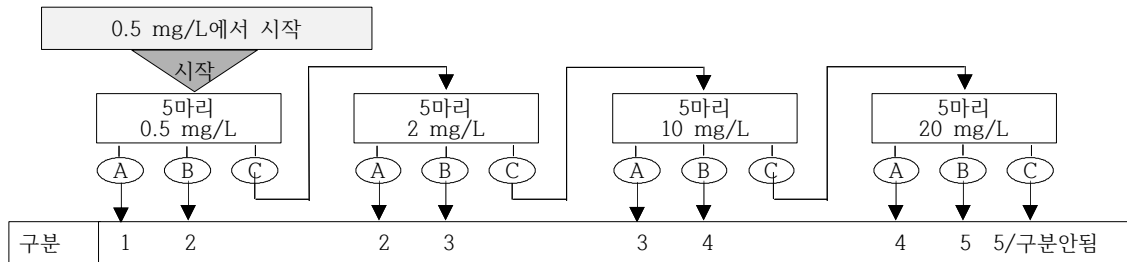 0.5 mg/L에서 시작
시작
5마리
0.5 mg/L
5마리
2 mg/L
5마리
10 mg/L
5마리
20 mg/L
A B C A B C A B C A B C
구분 1 2 2 3 3 4 4 5 5/구분안됨